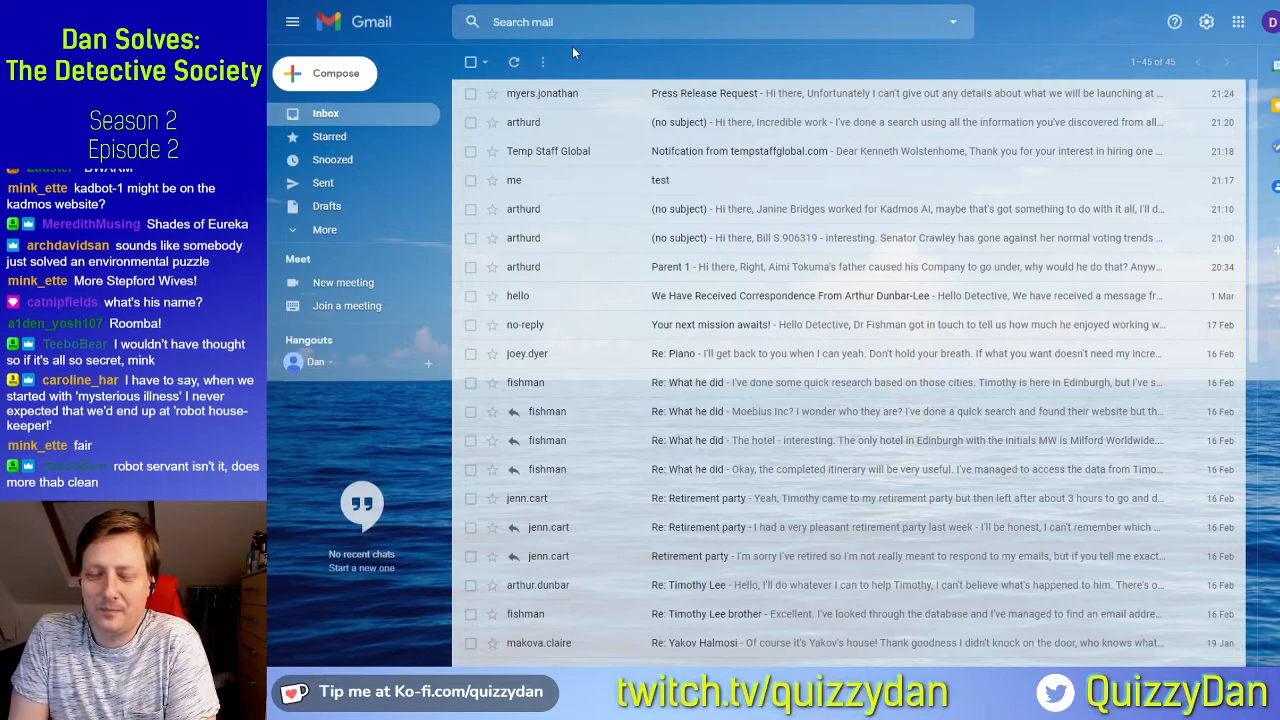 Dan Solves:
The Detective Society
Season 2
Episode 2
mink_ette kadbot-1 might be on the
kadmos website?
MeredithMusing Shades of Eureka
archdavidsan sounds like somebody
just solved an environmental puzzle
mink_ette More Stepford Wives!
catnipfields what's his name?
a1den_yosh107 Roomba!
TeeboBear I wouldn't have thought
so if it's all so secret, mink
caroline_har I have to say, when we
started with 'mysterious illness' I never
expected that we'd end up at 'robot house-
keeper!'
mink_ette fair
TeeboBear robot servant isn't it, does
more thab clean
Gmail
Search mail
D
Compose
1–45 of 45
Inbox
Starred
Snoozed
Sent
Drafts
More
Meet
New meeting
Join a meeting
Hangouts
Dan
No recent chats
Start a new one
myers.jonathan Press Release Request - Hi there, Unfortunately I can't give out any details about what we will be launching at ... 21:24
arthurd (no subject) - Hi there, Incredible work - I've done a search using all the information you've discovered from all... 21:20
Temp Staff Global Notifcation from tempstaffglobal.com - Der Kenneth Wolstenhome, Thank you for your interest in hiring one ... 21:18
me test 21:17
arthurd (no subject) - Hi there, Janine Bridges worked for Kadmos AI, maybe that's got something to do with it all, I'll d... 21:10
arthurd (no subject) - Hi there, Bill S.906319 - interesting. Senator Crawley has gone against her normal voting trends ... 21:00
arthurd Parent 1 - Hi there, Right, Aimi Tokuma's father caused his Company to go under, why would he do that? Anyw... 20:34
hello We Have Received Correspondence From Arthur Dunbar-Lee - Hello Detective, We have received a message fr... 1 Mar
no-reply Your next mission awaits! - Hello Detective, Dr Fishman got in touch to tell us how much he enjoyed working w... 17 Feb
joey.dyer Re: Piano - I'll get back to you when I can yeah. Don't hold your breath. If what you want doesn't need my incre... 16 Feb
fishman Re: What he did - I've done some quick research based on those cities. Timothy is here in Edinburgh, but I've s... 16 Feb
fishman Re: What he did - Moebius Inc? I wonder who they are? I've done a quick search and found their website but th... 16 Feb
fishman Re: What he did - The hotel - interesting. The only hotel in Edinburgh with the initials MW is Milford Worldwide.... 16 Feb
fishman Re: What he did - Okay, the completed itinerary will be very useful. I've managed to access the data from Timo... 16 Feb
jenn.cart Re: Retirement party - Yeah, Timothy came to my retirement party but then left after about 3 hours to go and d... 16 Feb
jenn.cart Re: Retirement party - I had a very pleasant retirement party last week - I'll be honest, I can't remember which ... 16 Feb
jenn.cart Retirement party - I'm sorry I've retired so I'm not really meant to respond to my emails, but if you tell me exact... 16 Feb
arthur.dunbar Re: Timothy Lee - Hello, I'll do whatever I can to help Timothy, I can't believe what's happened to him. There's o... 16 Feb
fishman Re: Timothy Lee brother - Excellent. I've looked through the database and I've managed to find an email addre... 16 Feb
makova.claire Re: Yakov Halmosi - Of course it's Yakov's house! Thank goodness I didn't knock on the door, who knows what... 19 Jan
Tip me at Ko-fi.com/quizzydan
twitch.tv/quizzydan
QuizzyDan